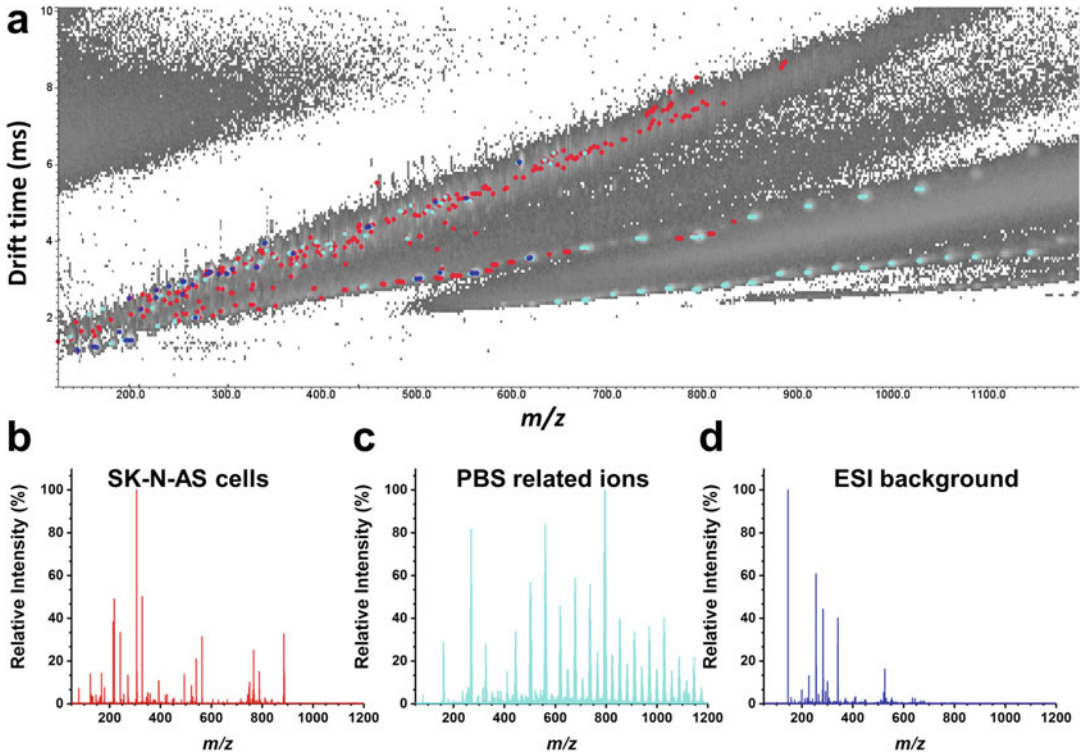 a
10
8
6
4
2
Drift time (ms)
200.0 300.0 400.0 500.0 600.0 700.0 800.0 900.0 1000.0 1100.0
m/z
b
SK-N-AS cells
Relative Intensity (%)
100
80
60
40
20
0
200 400 600 800 1000 1200
m/z
c
PBS related ions
Relative Intensity (%)
100
80
60
40
20
0
200 400 600 800 1000 1200
m/z
d
ESI background
Relative Intensity (%)
100
80
60
40
20
0
200 400 600 800 1000 1200
m/z